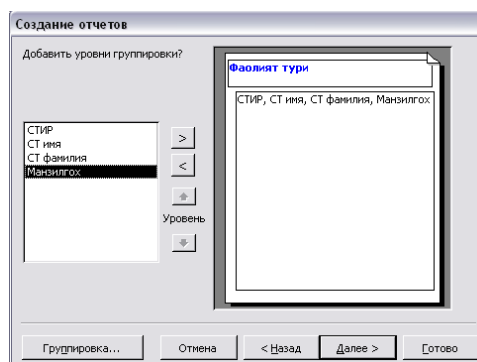 Создание отчетов
Добавить уровни группировки?
Фаолият тури
СТИР, СТ имя, СТ фамилия, Манзилгох
СТИР
СТ имя
СТ фамилия
Манзилгох
>
<
Уровень
Группировка...
Отмена
< Назад
Далее >
Готово